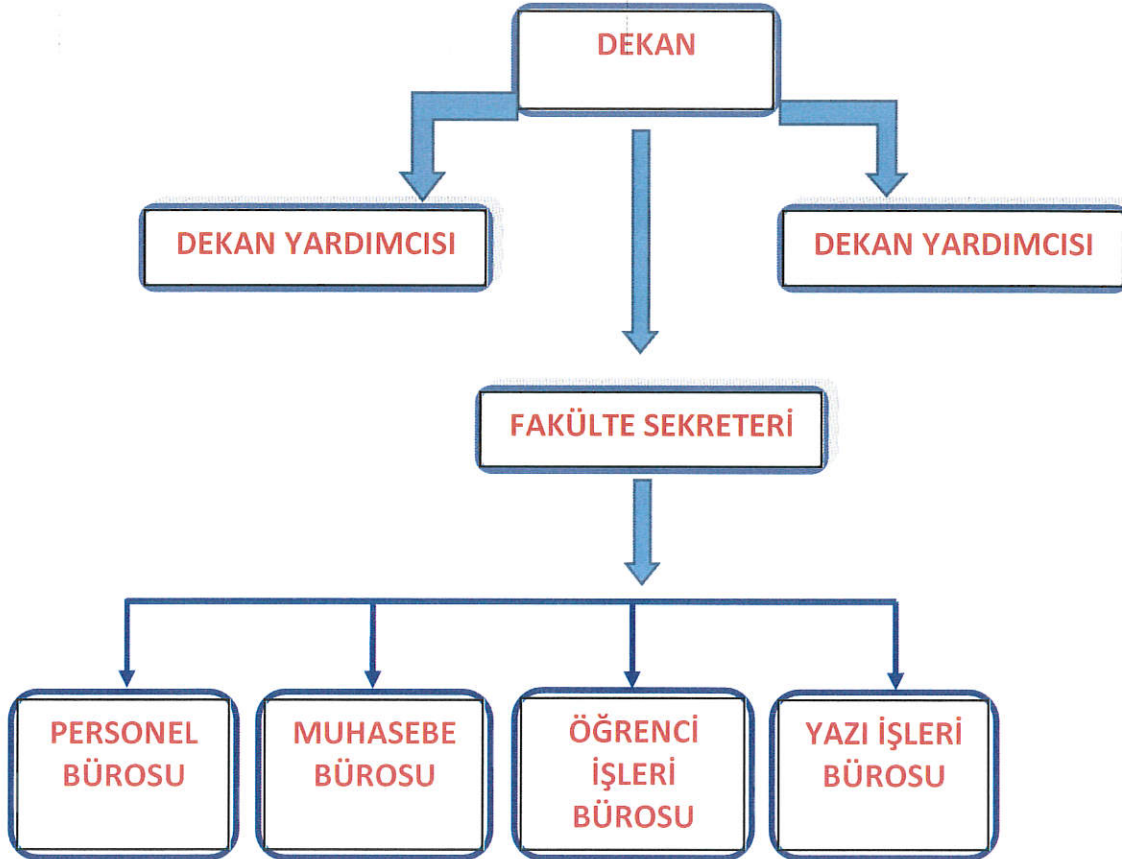 DEKAN
DEKAN YARDIMCISI
DEKAN YARDIMCISI
FAKÜLTE SEKRETERİ
PERSONEL
BÜROSU
MUHASEBE
BÜROSU
ÖĞRENCİ
İŞLERİ
BÜROSU
YAZI İŞLERİ
BÜROSU